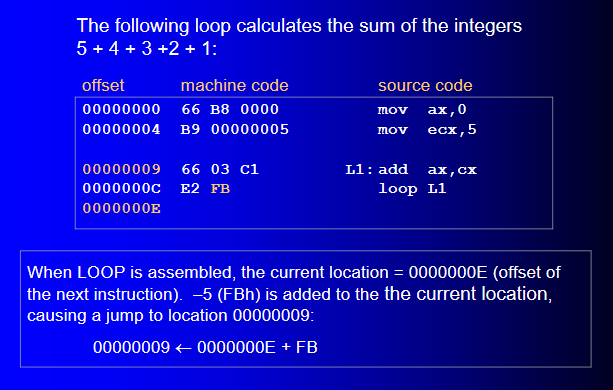 The following loop calculates the sum of the integers
5 + 4 + 3 +2 + 1:
offset machine code source code
00000000 66 B8 0000 mov ax,0
00000004 B9 00000005 mov ecx,5
00000009 66 03 C1 L1: add ax,cx
0000000C E2 FB loop L1
0000000E
When LOOP is assembled, the current location = 0000000E (offset of
the next instruction). –5 (FBh) is added to the the current location,
causing a jump to location 00000009:
00000009 ← 0000000E + FB